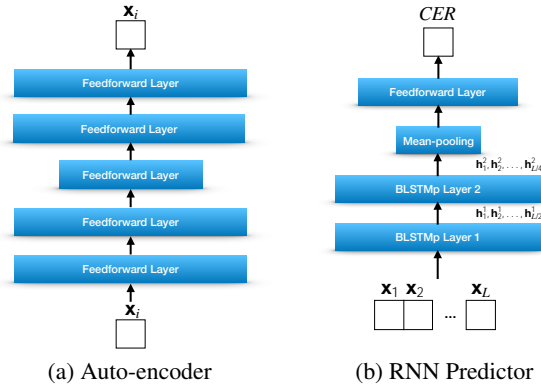 x_i
Feedforward Layer
Feedforward Layer
Feedforward Layer
Feedforward Layer
Feedforward Layer
x_i
(a) Auto-encoder
CER
Feedforward Layer
Mean-pooling
h_1^2, h_2^2, . . . , h_{L/4}^2
BLSTMp Layer 2
h_1^1, h_2^1, . . . , h_{L/2}^1
BLSTMp Layer 1
x_1 x_2 x_L
...
(b) RNN Predictor